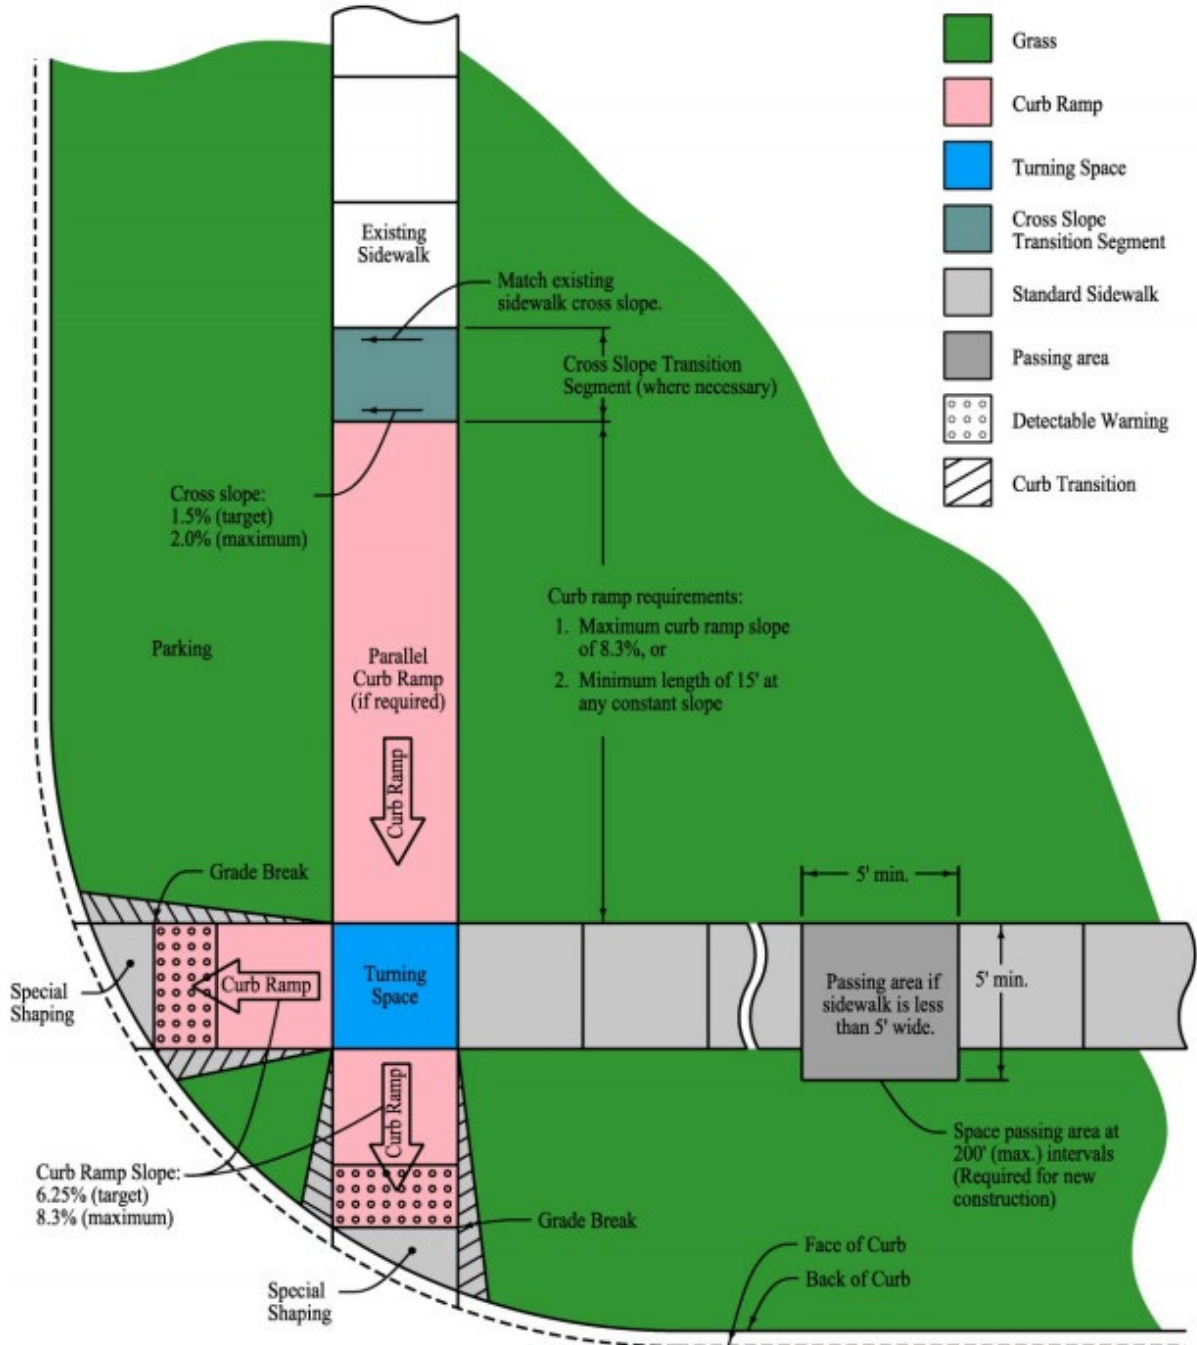 Grass
Curb Ramp
Turning Space
Cross Slope
Transition Segment
Standard Sidewalk
Passing area
Detectable Warning
Curb Transition
Existing
Sidewalk
Match existing
sidewalk cross slope.
Cross Slope Transition
Segment (where necessary)
Cross slope:
1.5% (target)
2.0% (maximum)
Curb ramp requirements:
1. Maximum curb ramp slope
of 8.3%, or
2. Minimum length of 15' at
any constant slope
Parking
Parallel
Curb Ramp
(if required)
Curb Ramp
Grade Break
5' min.
Special
Shaping
Curb Ramp
Turning
Space
Passing area if
sidewalk is less
than 5' wide.
5' min.
Curb Ramp
Space passing area at
200' (max.) intervals
(Required for new
construction)
Curb Ramp Slope:
6.25% (target)
8.3% (maximum)
Grade Break
Face of Curb
Back of Curb
Special
Shaping